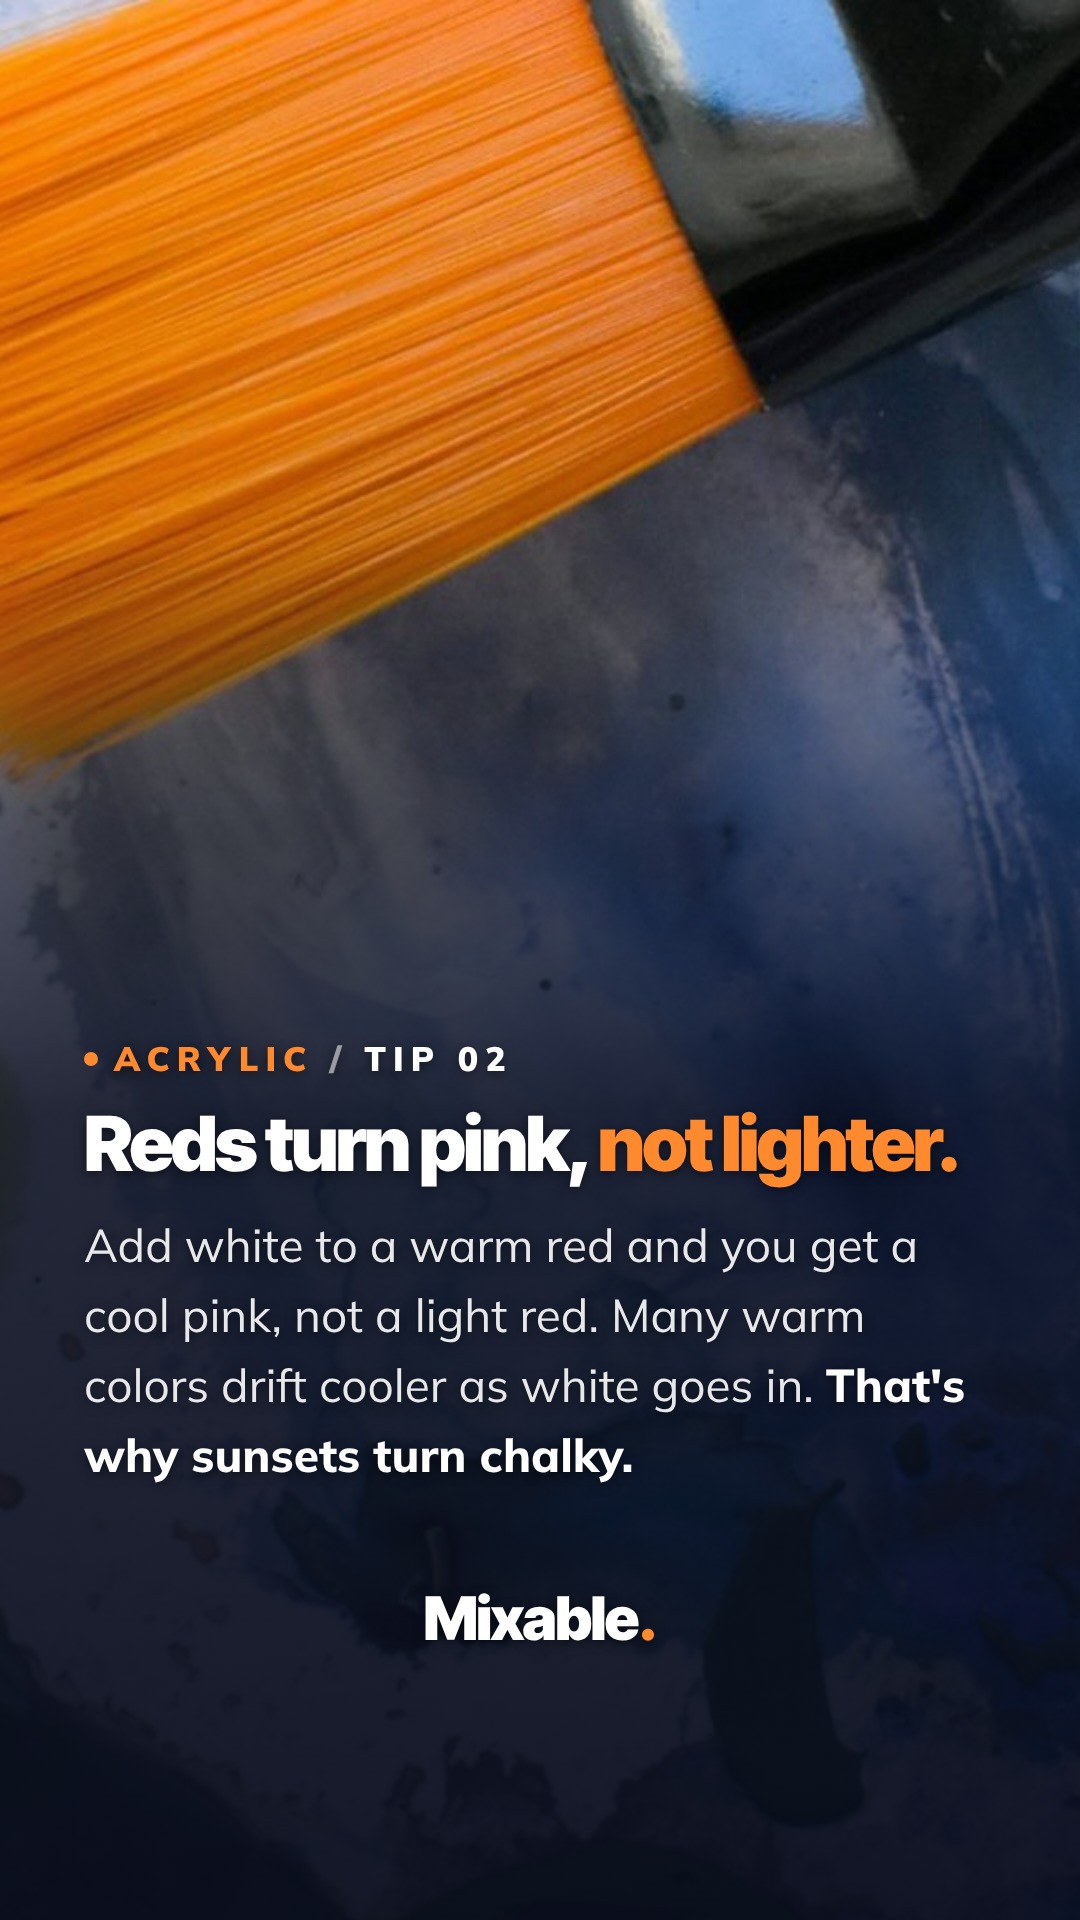 • ACRYLIC / TIP 02
Reds turn pink, not lighter.
Add white to a warm red and you get a
cool pink, not a light red. Many warm
colors drift cooler as white goes in. That's
why sunsets turn chalky.
Mixable.